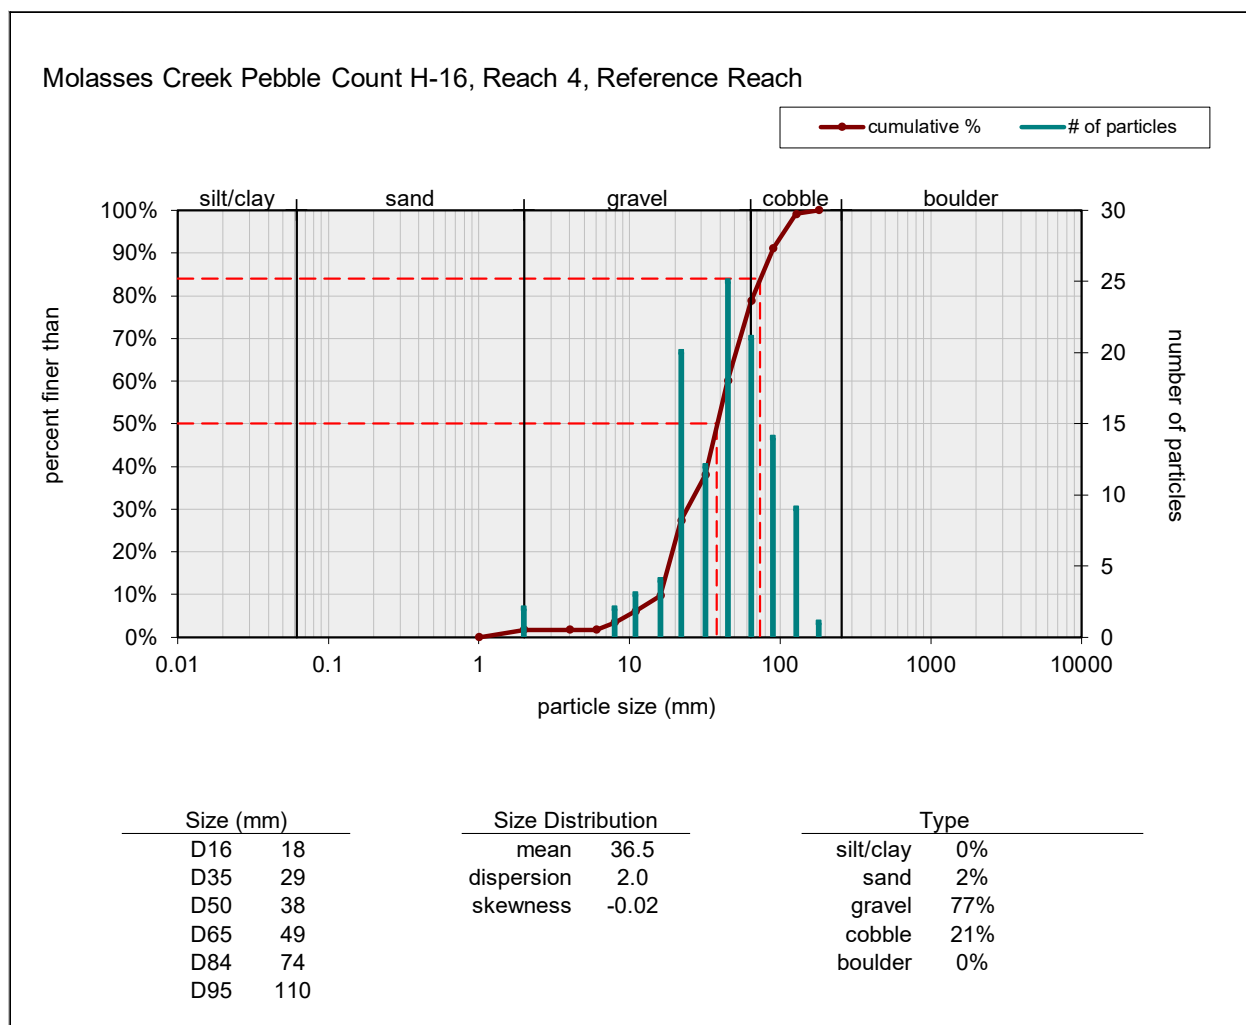 Molasses Creek Pebble Count H-16, Reach 4, Reference Reach
cumulative % # of particles
silt/clay sand gravel cobble boulder
100% 30
90%
25
80%
70%
20
60%
50% 15
40%
10
30%
20%
5
10%
0% 0
0.01 0.1 1 10 100 1000 10000
percent finer than
number of particles
particle size (mm)
Size (mm) Size Distribution Type
D16 18 mean 36.5 silt/clay 0%
D35 29 dispersion 2.0 sand 2%
D50 38 skewness -0.02 gravel 77%
D65 49 cobble 21%
D84 74 boulder 0%
D95 110